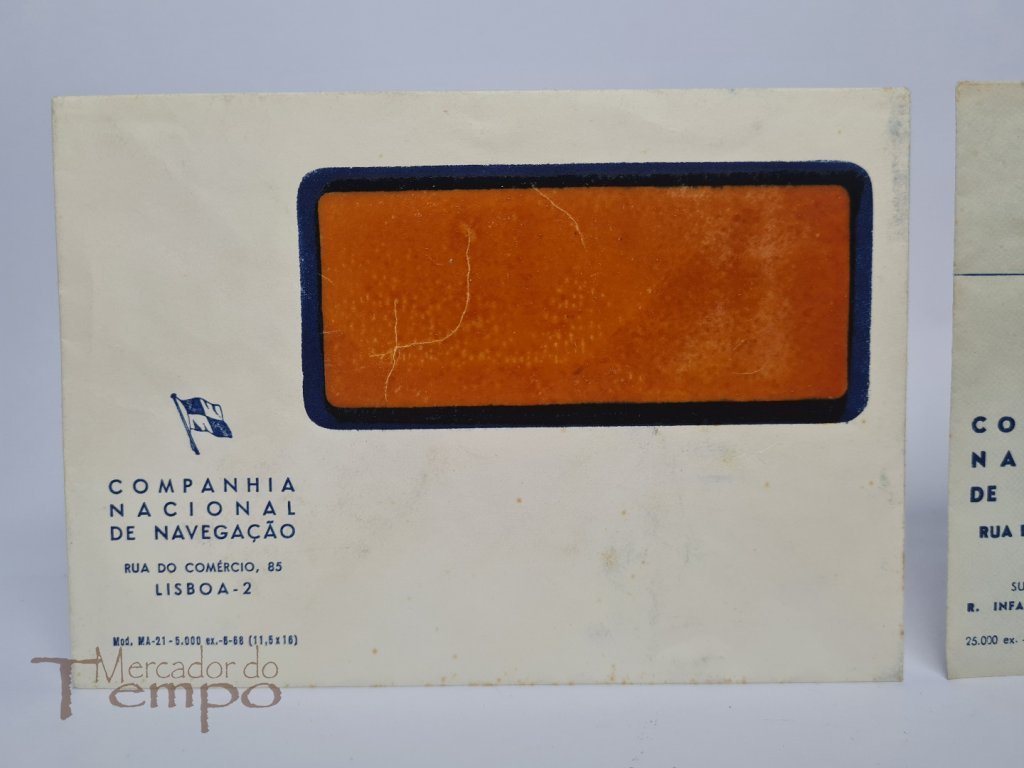 COMPANHIA
NACIONAL
DE NAVEGAÇÃO
RUA DO COMÉRCIO, 85
LISBOA-2
Mod. MA-21-5.000 ex.-6-68 (11,5x16)
Mercador do
Tempo
CO
NA
DE
RUA
SU
R. INFA
25.000 ex. -